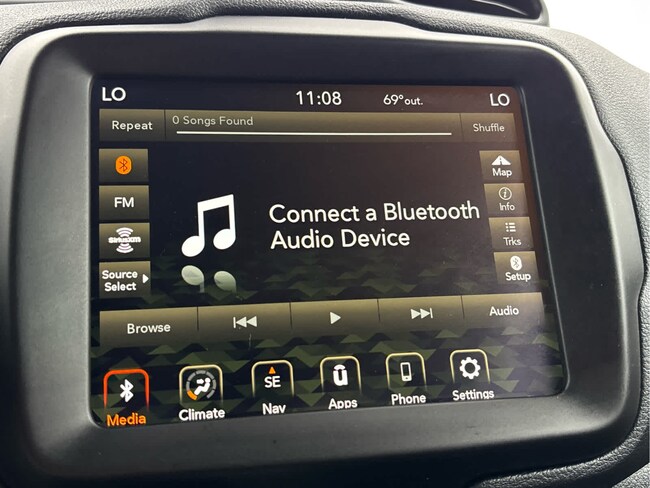 LO
11:08
69° out.
LO
Repeat
0 Songs Found
Shuffle
FM
SiriusXM
Source
Select
Connect a Bluetooth
Audio Device
Map
Info
Trks
Setup
Browse
Audio
Media
Climate
SE
Nav
Apps
Phone
Settings